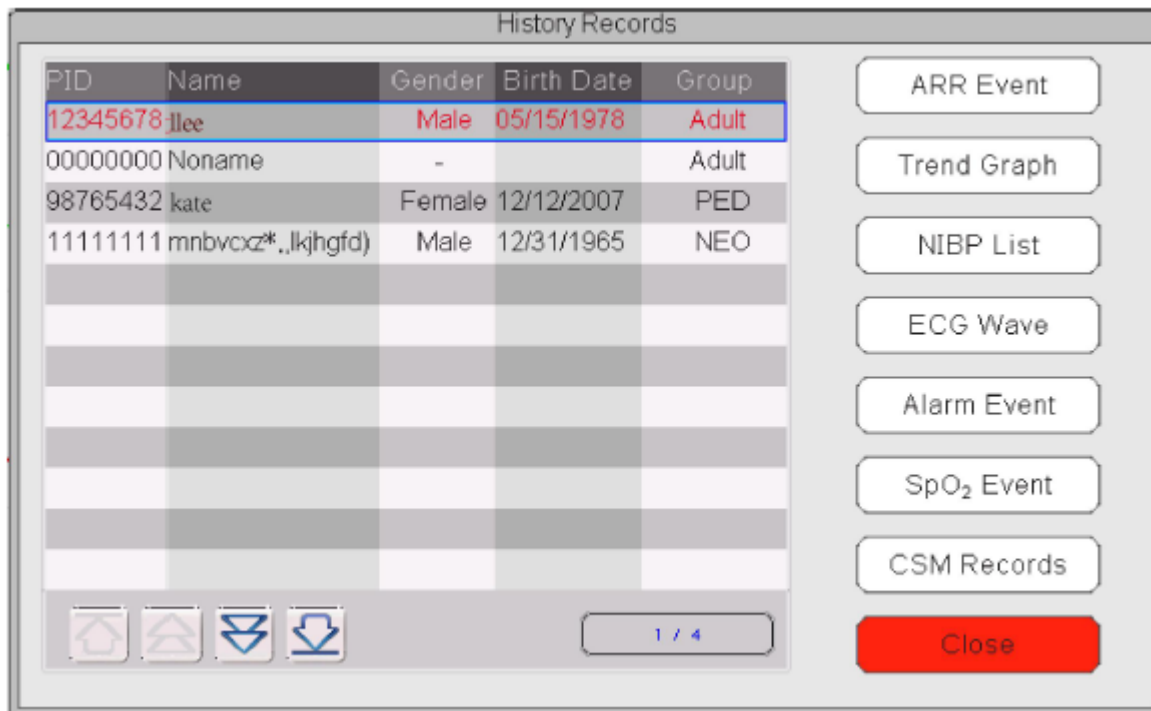 History Records
PID Name Gender Birth Date Group
12345678 llee Male 05/15/1978 Adult
00000000 Noname - Adult
98765432 kate Female 12/12/2007 PED
11111111 mnbvcxz*.,lkjhgfd) Male 12/31/1965 NEO
1 / 4
ARR Event
Trend Graph
NIBP List
ECG Wave
Alarm Event
SpO₂ Event
CSM Records
Close